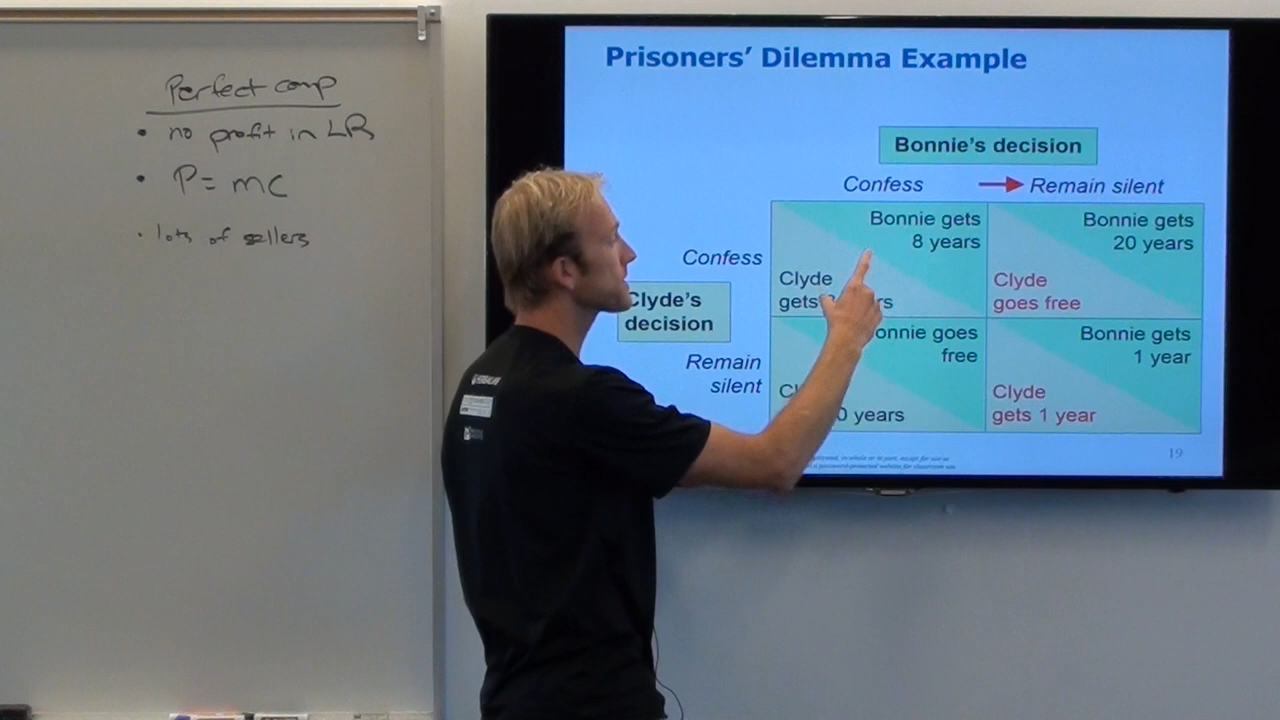 Perfect comp
• no profit in LR
• P = mc
• lots of sellers
Prisoners' Dilemma Example
Bonnie's decision
Confess
Remain silent
Confess
Clyde's
decision
Remain
silent
Bonnie gets
8 years
Clyde
gets
Bonnie gets
20 years
Clyde
goes free
onnie goes
free
0 years
Bonnie gets
1 year
Clyde
gets 1 year
19